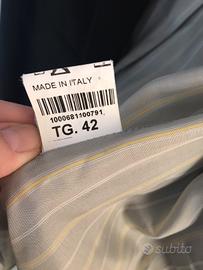 MADE IN ITALY
1000681100791
TG. 42
subito